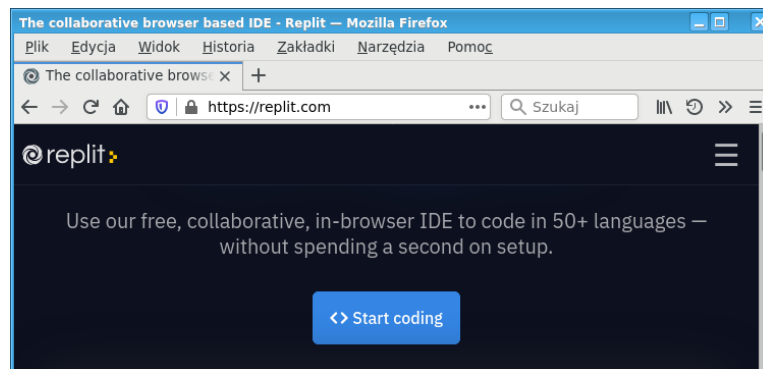 The collaborative browser based IDE - Replit — Mozilla Firefox
Plik Edycja Widok Historia Zakładki Narzędzia Pomoc
The collaborative brows
https://replit.com Szukaj
replit
Use our free, collaborative, in-browser IDE to code in 50+ languages —
without spending a second on setup.
<> Start coding